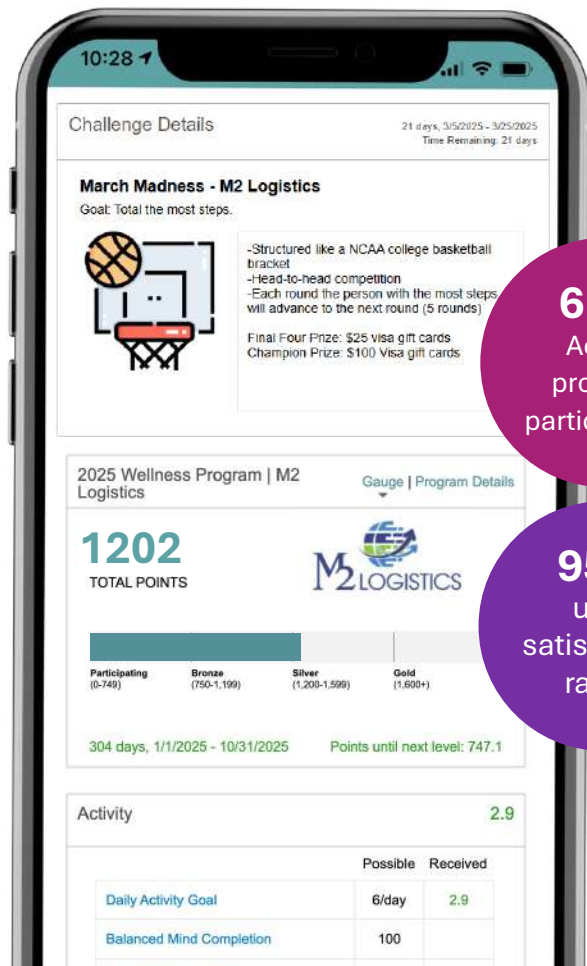 10:28
Challenge Details
21 days, 3/5/2025 - 3/25/2025
Time Remaining: 21 days
March Madness - M2 Logistics
Goal: Total the most steps.
-Structured like a NCAA college basketball
bracket
-Head-to-head competition
-Each round the person with the most steps
will advance to the next round (5 rounds)
Final Four Prize: $25 visa gift cards
Champion Prize: $100 Visa gift cards
2025 Wellness Program | M2
Logistics
Gauge | Program Details
1202
TOTAL POINTS
M2 LOGISTICS
Participating
(0-749)
Bronze
(750-1,199)
Silver
(1,200-1,599)
Gold
(1,600+)
304 days, 1/1/2025 - 10/31/2025
Points until next level: 747.1
Activity
2.9
Possible Received
Daily Activity Goal 6/day 2.9
Balanced Mind Completion 100